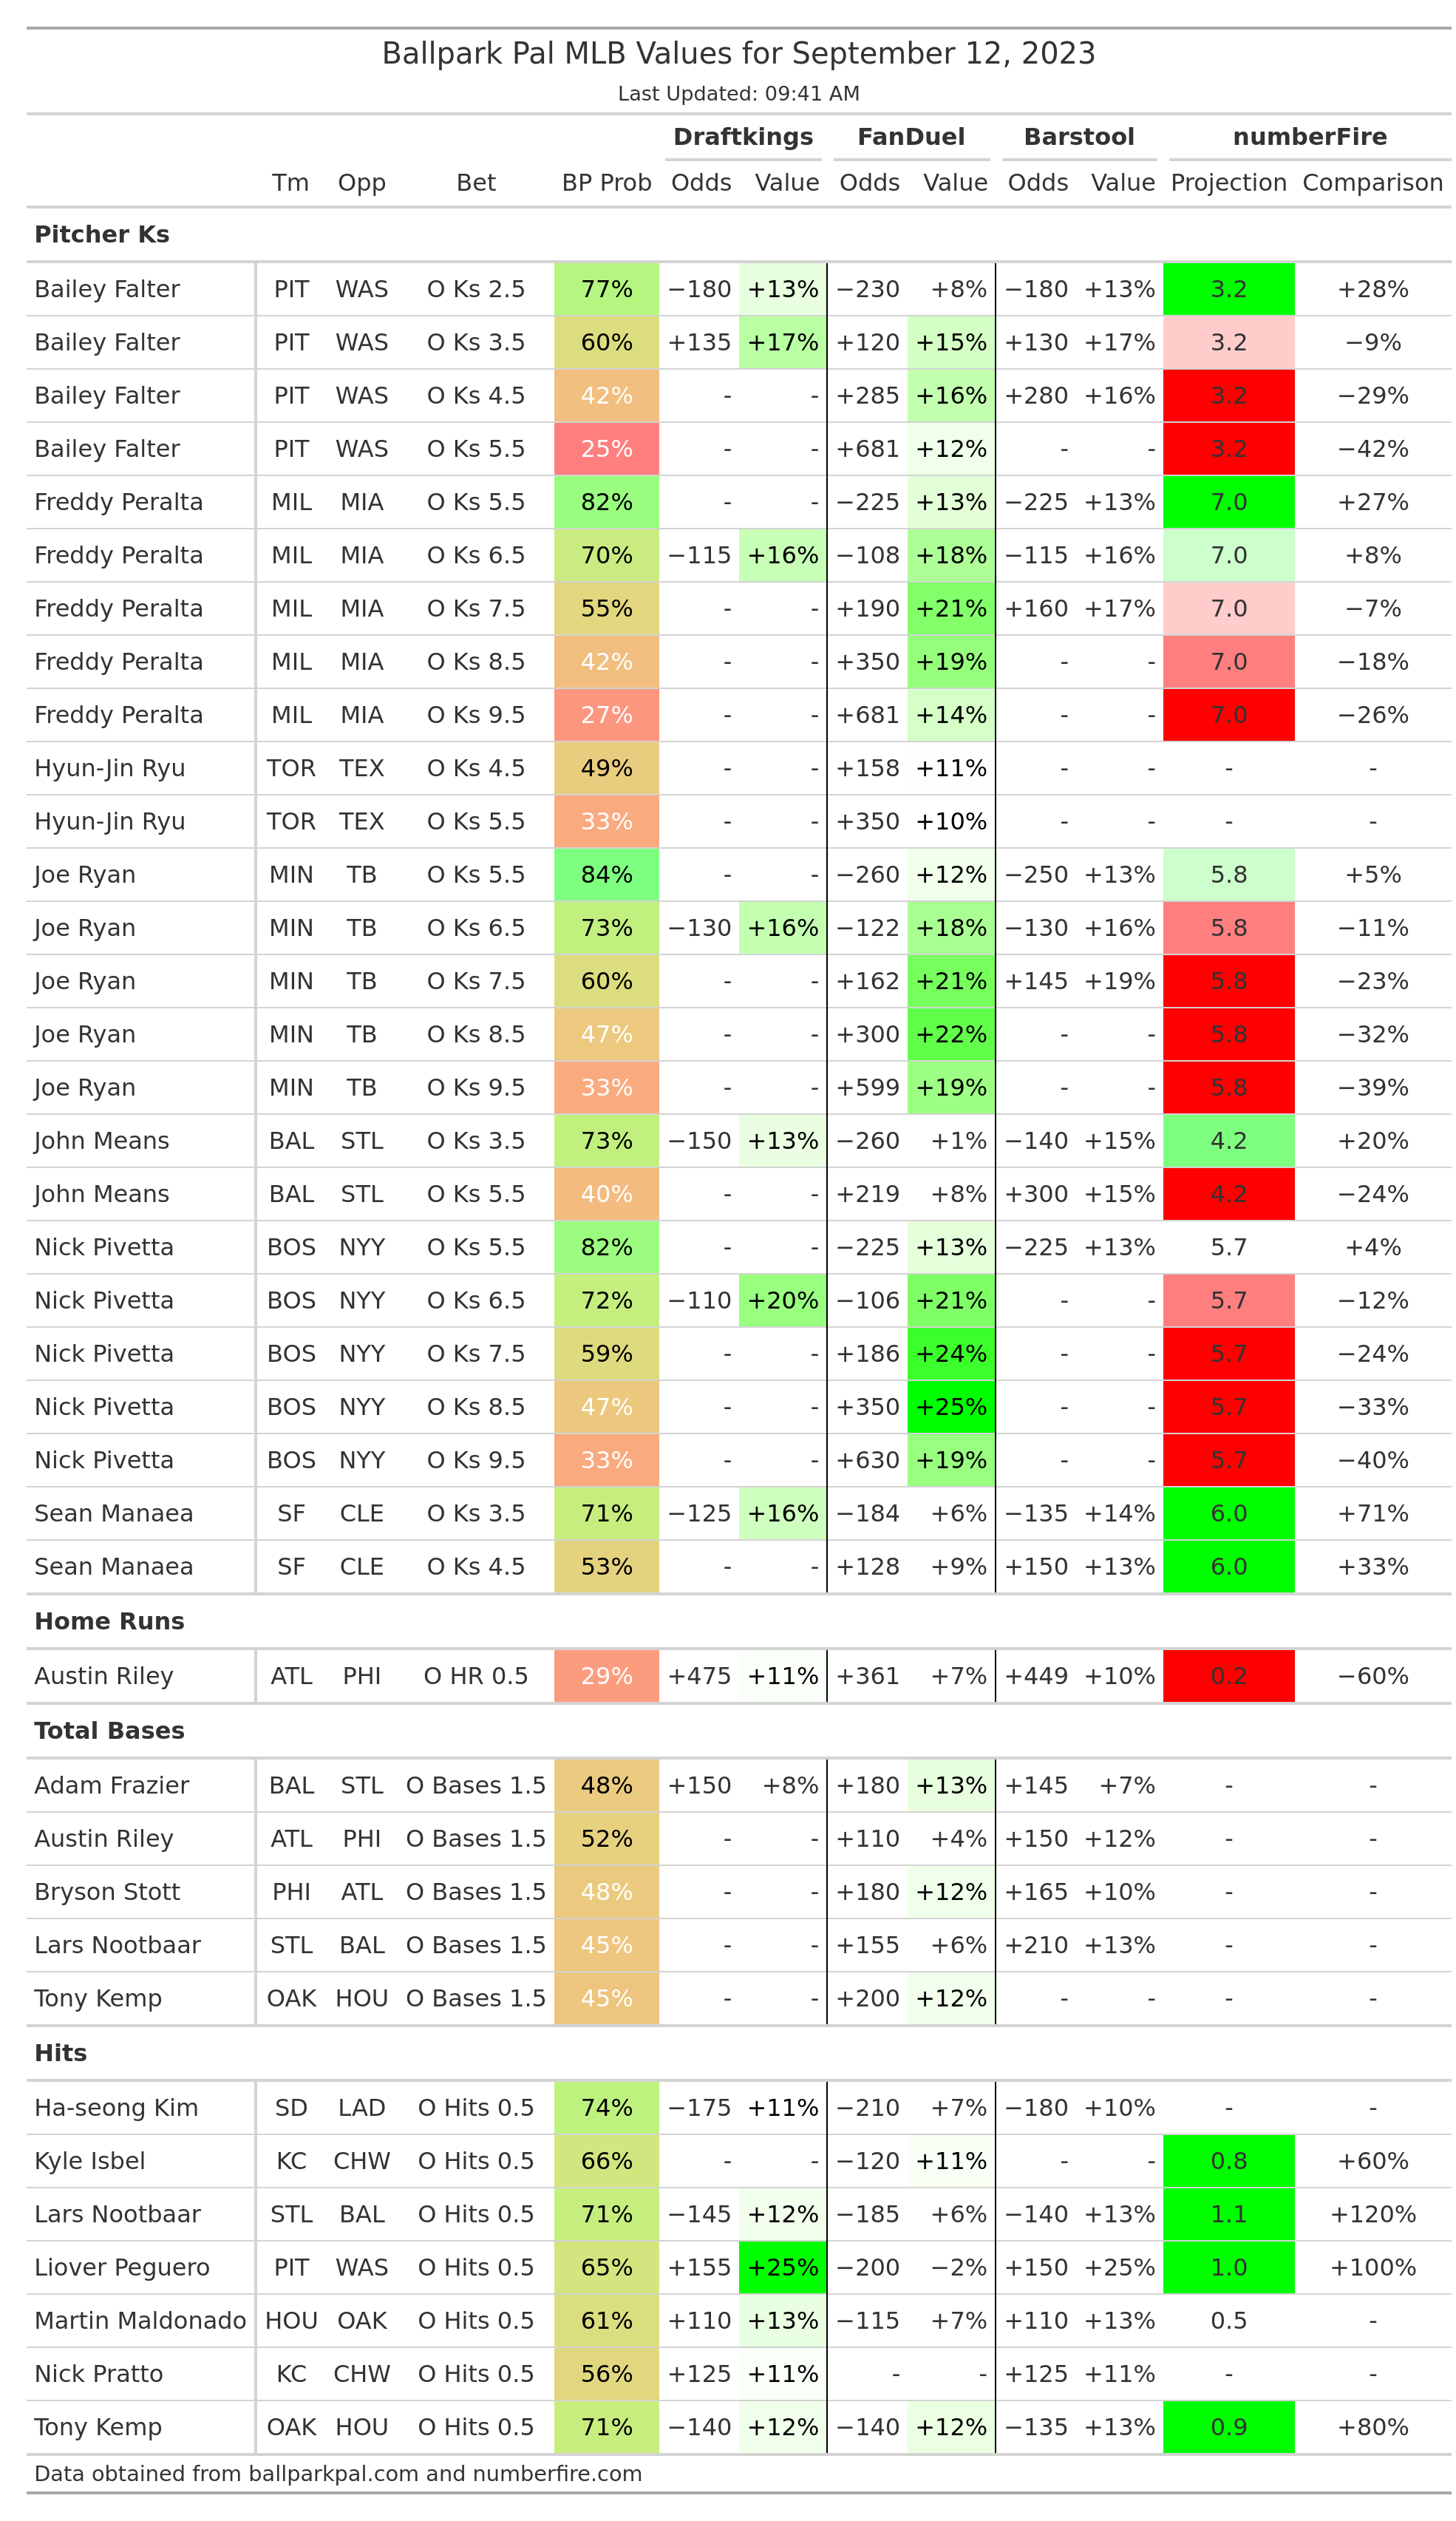 Ballpark Pal MLB Values for September 12, 2023
Last Updated: 09:41 AM
Draftkings FanDuel Barstool numberFire
Tm Opp Bet BP Prob Odds Value Odds Value Odds Value Projection Comparison
Pitcher Ks
Bailey Falter PIT WAS O Ks 2.5 77% −180 +13% −230 +8% −180 +13% 3.2 +28%
Bailey Falter PIT WAS O Ks 3.5 60% +135 +17% +120 +15% +130 +17% 3.2 −9%
Bailey Falter PIT WAS O Ks 4.5 42% - - +285 +16% +280 +16% 3.2 −29%
Bailey Falter PIT WAS O Ks 5.5 25% - - +681 +12% - - 3.2 −42%
Freddy Peralta MIL MIA O Ks 5.5 82% - - −225 +13% −225 +13% 7.0 +27%
Freddy Peralta MIL MIA O Ks 6.5 70% −115 +16% −108 +18% −115 +16% 7.0 +8%
Freddy Peralta MIL MIA O Ks 7.5 55% - - +190 +21% +160 +17% 7.0 −7%
Freddy Peralta MIL MIA O Ks 8.5 42% - - +350 +19% - - 7.0 −18%
Freddy Peralta MIL MIA O Ks 9.5 27% - - +681 +14% - - 7.0 −26%
Hyun-Jin Ryu TOR TEX O Ks 4.5 49% - - +158 +11% - - - -
Hyun-Jin Ryu TOR TEX O Ks 5.5 33% - - +350 +10% - - - -
Joe Ryan MIN TB O Ks 5.5 84% - - −260 +12% −250 +13% 5.8 +5%
Joe Ryan MIN TB O Ks 6.5 73% −130 +16% −122 +18% −130 +16% 5.8 −11%
Joe Ryan MIN TB O Ks 7.5 60% - - +162 +21% +145 +19% 5.8 −23%
Joe Ryan MIN TB O Ks 8.5 47% - - +300 +22% - - 5.8 −32%
Joe Ryan MIN TB O Ks 9.5 33% - - +599 +19% - - 5.8 −39%
John Means BAL STL O Ks 3.5 73% −150 +13% −260 +1% −140 +15% 4.2 +20%
John Means BAL STL O Ks 5.5 40% - - +219 +8% +300 +15% 4.2 −24%
Nick Pivetta BOS NYY O Ks 5.5 82% - - −225 +13% −225 +13% 5.7 +4%
Nick Pivetta BOS NYY O Ks 6.5 72% −110 +20% −106 +21% - - 5.7 −12%
Nick Pivetta BOS NYY O Ks 7.5 59% - - +186 +24% - - 5.7 −24%
Nick Pivetta BOS NYY O Ks 8.5 47% - - +350 +25% - - 5.7 −33%
Nick Pivetta BOS NYY O Ks 9.5 33% - - +630 +19% - - 5.7 −40%
Sean Manaea SF CLE O Ks 3.5 71% −125 +16% −184 +6% −135 +14% 6.0 +71%
Sean Manaea SF CLE O Ks 4.5 53% - - +128 +9% +150 +13% 6.0 +33%
Home Runs
Austin Riley ATL PHI O HR 0.5 29% +475 +11% +361 +7% +449 +10% 0.2 −60%
Total Bases
Adam Frazier BAL STL O Bases 1.5 48% +150 +8% +180 +13% +145 +7% - -
Austin Riley ATL PHI O Bases 1.5 52% - - +110 +4% +150 +12% - -
Bryson Stott PHI ATL O Bases 1.5 48% - - +180 +12% +165 +10% - -
Lars Nootbaar STL BAL O Bases 1.5 45% - - +155 +6% +210 +13% - -
Tony Kemp OAK HOU O Bases 1.5 45% - - +200 +12% - - - -
Hits
Ha-seong Kim SD LAD O Hits 0.5 74% −175 +11% −210 +7% −180 +10% - -
Kyle Isbel KC CHW O Hits 0.5 66% - - −120 +11% - - 0.8 +60%
Lars Nootbaar STL BAL O Hits 0.5 71% −145 +12% −185 +6% −140 +13% 1.1 +120%
Liover Peguero PIT WAS O Hits 0.5 65% +155 +25% −200 −2% +150 +25% 1.0 +100%
Martin Maldonado HOU OAK O Hits 0.5 61% +110 +13% −115 +7% +110 +13% 0.5 -
Nick Pratto KC CHW O Hits 0.5 56% +125 +11% - - +125 +11% - -
Tony Kemp OAK HOU O Hits 0.5 71% −140 +12% −140 +12% −135 +13% 0.9 +80%
Data obtained from ballparkpal.com and numberfire.com